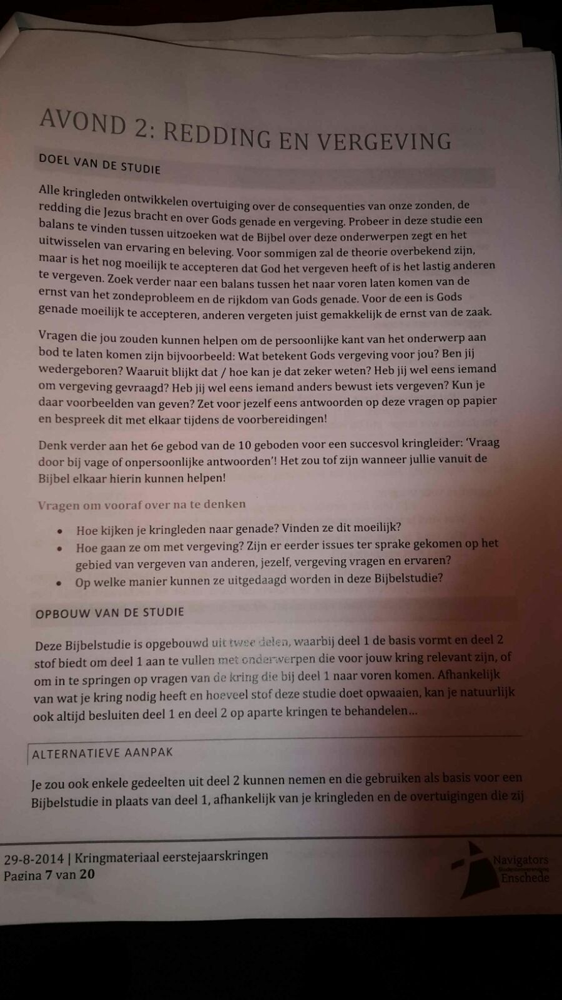 AVOND 2: REDDING EN VERGEVING
DOEL VAN DE STUDIE
Alle kringleden ontwikkelen overtuiging over de consequenties van onze zonden, de
redding die Jezus bracht en over Gods genade en vergeving. Probeer in deze studie een
balans te vinden tussen uitzoeken wat de Bijbel over deze onderwerpen zegt en het
uitwisselen van ervaring en beleving. Voor sommigen zal de theorie overbekend zijn,
maar is het nog moeilijk te accepteren dat God het vergeven heeft of is het lastig anderen
te vergeven. Zoek verder naar een balans tussen het naar voren laten komen van de
ernst van het zondeprobleem en de rijkdom van Gods genade. Voor de een is Gods
genade moeilijk te accepteren, anderen vergeten juist gemakkelijk de ernst van de zaak.
Vragen die jou zouden kunnen helpen om de persoonlijke kant van het onderwerp aan
bod te laten komen zijn bijvoorbeeld: Wat betekent Gods vergeving voor jou? Ben jij
wedergeboren? Waaruit blijkt dat / hoe kan je dat zeker weten? Heb jij wel eens iemand
om vergeving gevraagd? Heb jij wel eens iemand anders bewust iets vergeven? Kun je
daar voorbeelden van geven? Zet voor jezelf eens antwoorden op deze vragen op papier
en bespreek dit met elkaar tijdens de voorbereidingen!
Denk verder aan het 6e gebod van de 10 geboden voor een succesvol kringleider: ‘Vraag
door bij vage of onpersoonlijke antwoorden’! Het zou tof zijn wanneer jullie vanuit de
Bijbel elkaar hierin kunnen helpen!
Vragen om vooraf over na te denken
• Hoe kijken je kringleden naar genade? Vinden ze dit moeilijk?
• Hoe gaan ze om met vergeving? Zijn er eerder issues ter sprake gekomen op het
gebied van vergeven van anderen, jezelf, vergeving vragen en ervaren?
• Op welke manier kunnen ze uitgedaagd worden in deze Bijbelstudie?
OPBOUW VAN DE STUDIE
Deze Bijbelstudie is opgebouwd uit twee delen, waarbij deel 1 de basis vormt en deel 2
stof biedt om deel 1 aan te vullen met onderwerpen die voor jouw kring relevant zijn, of
om in te springen op vragen van de kring die bij deel 1 naar voren komen. Afhankelijk
van wat je kring nodig heeft en hoeveel stof deze studie doet opwaaien, kan je natuurlijk
ook altijd besluiten deel 1 en deel 2 op aparte kringen te behandelen...
ALTERNATIEVE AANPAK
Je zou ook enkele gedeelten uit deel 2 kunnen nemen en die gebruiken als basis voor een
Bijbelstudie in plaats van deel 1, afhankelijk van je kringleden en de overtuigingen die zij
29-8-2014 | Kringmateriaal eerstejaarskringen
Pagina 7 van 20
Navigators
Studentenvereniging
Enschede